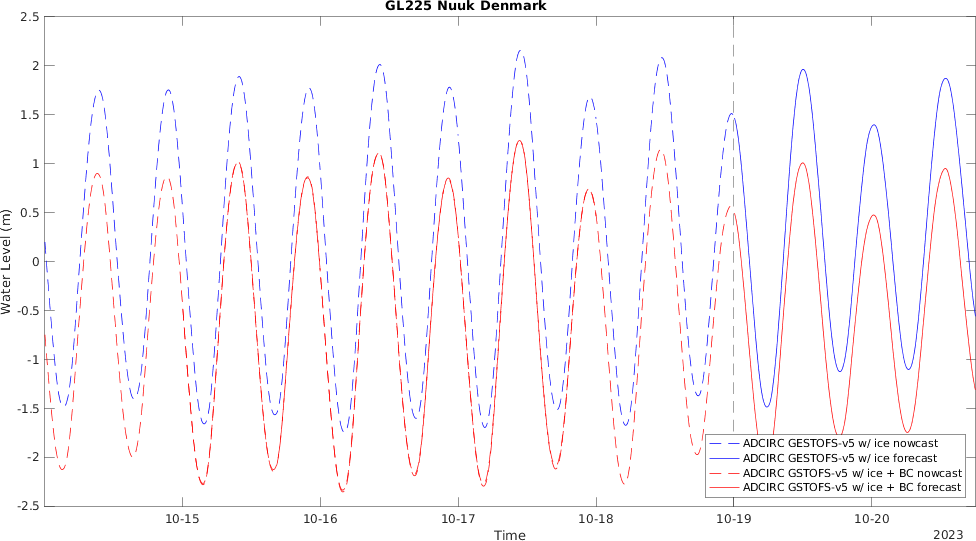 GL225 Nuuk Denmark
2.5
2
1.5
1
0.5
0
-0.5
-1
-1.5
-2
-2.5
Water Level (m)
ADCIRC GESTOFS-v5 w/ ice nowcast
ADCIRC GESTOFS-v5 w/ ice forecast
ADCIRC GSTOFS-v5 w/ ice + BC nowcast
ADCIRC GSTOFS-v5 w/ ice + BC forecast
10-15 10-16 10-17 10-18 10-19 10-20
Time
2023